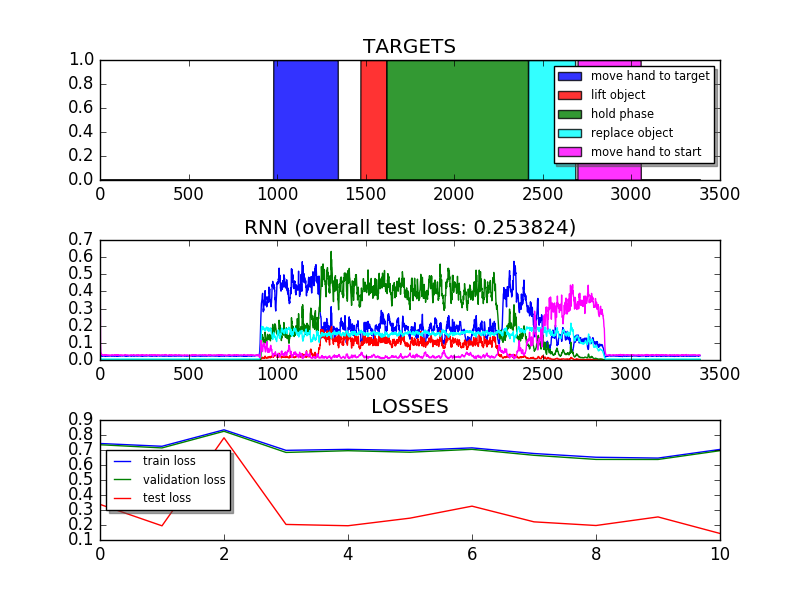 TARGETS
1.0
0.8
0.6
0.4
0.2
0.0
move hand to target
lift object
hold phase
replace object
move hand to start
0 500 1000 1500 2000 2500 3000 3500
RNN (overall test loss: 0.253824)
0.7
0.6
0.5
0.4
0.3
0.2
0.1
0.0
0 500 1000 1500 2000 2500 3000 3500
LOSSES
0.9
0.8
0.7
0.6
0.5
0.4
0.3
0.2
0.1
train loss
validation loss
test loss
0 2 4 6 8 10